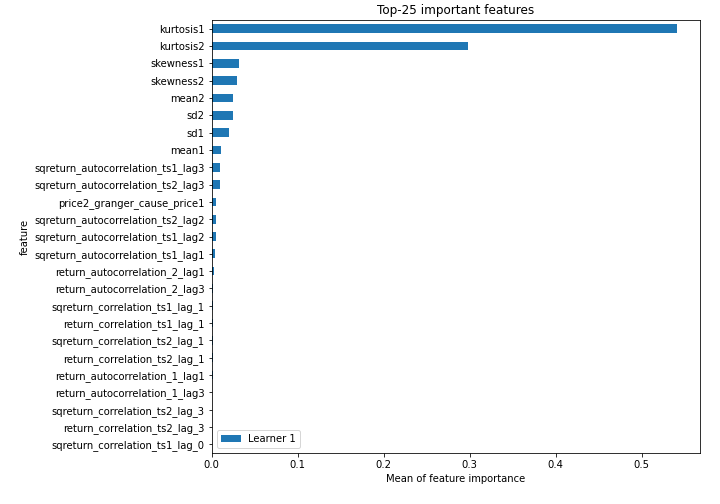 Top-25 important features
kurtosis1
kurtosis2
skewness1
skewness2
mean2
sd2
sd1
mean1
sqreturn_autocorrelation_ts1_lag3
sqreturn_autocorrelation_ts2_lag3
price2_granger_cause_price1
sqreturn_autocorrelation_ts2_lag2
sqreturn_autocorrelation_ts1_lag2
sqreturn_autocorrelation_ts1_lag1
return_autocorrelation_2_lag1
return_autocorrelation_2_lag3
sqreturn_correlation_ts1_lag_1
return_correlation_ts1_lag_1
sqreturn_correlation_ts2_lag_1
return_correlation_ts2_lag_1
return_autocorrelation_1_lag1
return_autocorrelation_1_lag3
sqreturn_correlation_ts2_lag_3
return_correlation_ts2_lag_3
sqreturn_correlation_ts1_lag_0
feature
Learner 1
0.0 0.1 0.2 0.3 0.4 0.5
Mean of feature importance